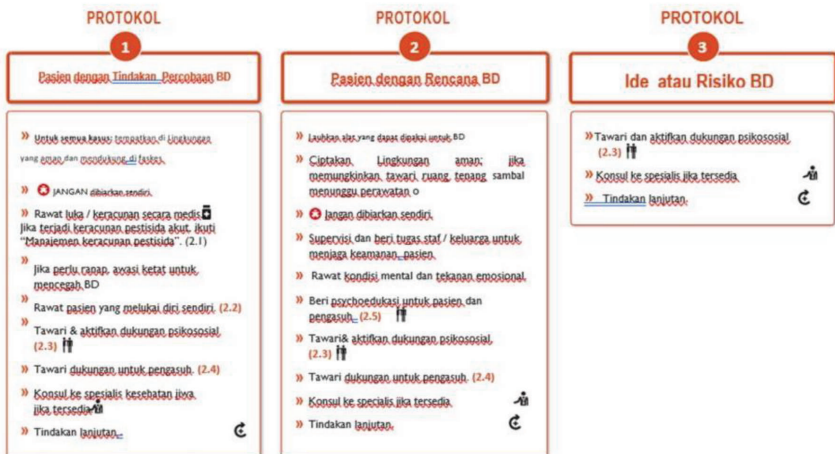 PROTOKOL
1
Pasien dengan Tindakan Percobaan BD
» Untuk semua kasus: tempatkan di Lingkungan
yang aman dan mendukung di faskes.
» JANGAN dibiarkan sendiri.
» Rawat luka / keracunan secara medis
Jika terjadi keracunan pestisida akut, ikuti
“Manajemen keracunan pestisida”. (2.1)
» Jika perlu ranap, awasi ketat untuk
mencegah BD
» Rawat pasien yang melukai diri sendiri. (2.2)
» Tawari & aktifkan dukungan psikososial.
(2.3)
» Tawari dukungan untuk pengasuh. (2.4)
» Konsul ke spesialis kesehatan jiwa,
jika tersedia
» Tindakan lanjutan.
PROTOKOL
2
Pasien dengan Rencana BD
» Jauhkan alat yang dapat dipakai untuk BD
» Ciptakan Lingkungan aman; jika
memungkinkan, tawari ruang tenang sambal
menunggu perawatan o
» Jangan dibiarkan sendiri.
» Supervisi dan beri tugas staf / keluarga untuk
menjaga keamanan pasien.
» Rawat kondisi mental dan tekanan emosional.
» Beri psychoedukasi untuk pasien dan
pengasuh. (2.5)
» Tawari& aktifkan dukungan psikososial.
(2.3)
» Tawari dukungan untuk pengasuh. (2.4)
» Konsul ke specialis jika tersedia
» Tindakan lanjutan.
PROTOKOL
3
Ide atau Risiko BD
»Tawari dan aktifkan dukungan psikososial.
(2.3)
» Konsul ke spesialis jika tersedia.
» Tindakan lanjutan.